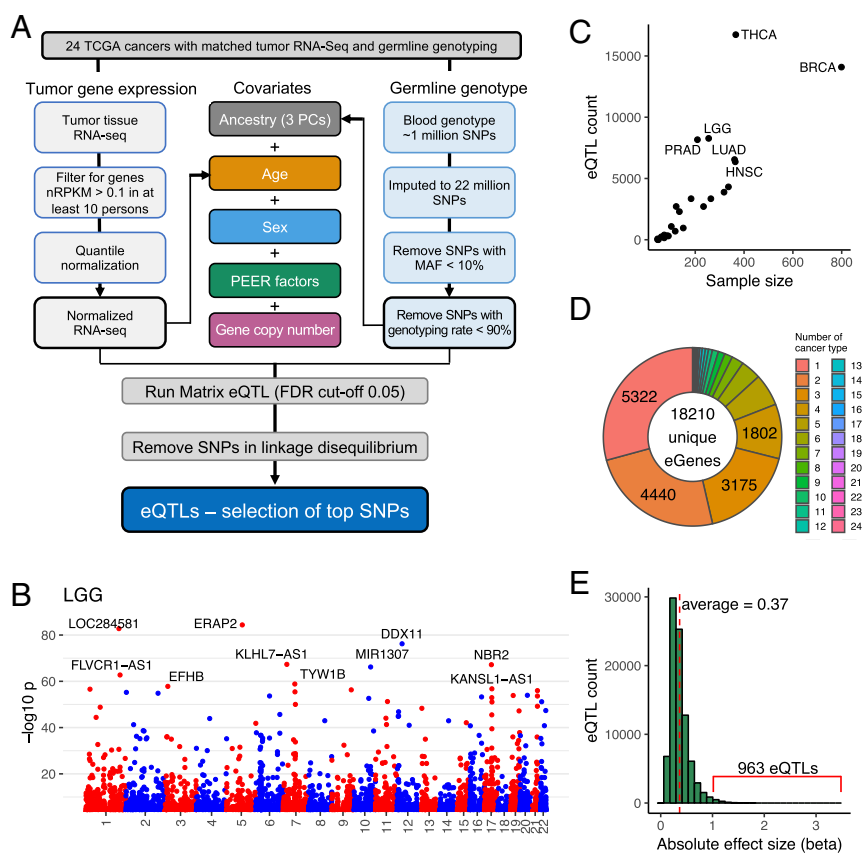 A
24 TCGA cancers with matched tumor RNA-Seq and germline genotyping
Tumor gene expression
Covariates
Germline genotype
Tumor tissue
RNA-seq
Filter for genes
nRPKM > 0.1 in at
least 10 persons
Quantile
normalization
Normalized
RNA-seq
Ancestry (3 PCs)
+
Age
+
Sex
+
PEER factors
+
Gene copy number
Blood genotype
~1 million SNPs
Imputed to 22 million
SNPs
Remove SNPs with
MAF < 10%
Remove SNPs with
genotyping rate < 90%
Run Matrix eQTL (FDR cut-off 0.05)
Remove SNPs in linkage disequilibrium
eQTLs – selection of top SNPs
B
LGG
LOC284581
ERAP2
DDX11
FLVCR1−AS1
EFHB
KLHL7−AS1
TYW1B
MIR1307
NBR2
KANSL1−AS1
−log10 p
80
60
40
20
1
2
3
4
5
6
7
8
9
10
11
12
13
14
15
16
17
18
19
20
21
22
C
eQTL count
15000
10000
5000
0
THCA
BRCA
LGG
PRAD
LUAD
HNSC
200
400
600
800
Sample size
D
5322
4440
3175
1802
18210
unique
eGenes
Number of
cancer type
1
2
3
4
5
6
7
8
9
10
11
12
13
14
15
16
17
18
19
20
21
22
23
24
E
eQTL count
30000
20000
10000
0
average = 0.37
963 eQTLs
0
1
2
3
Absolute effect size (beta)